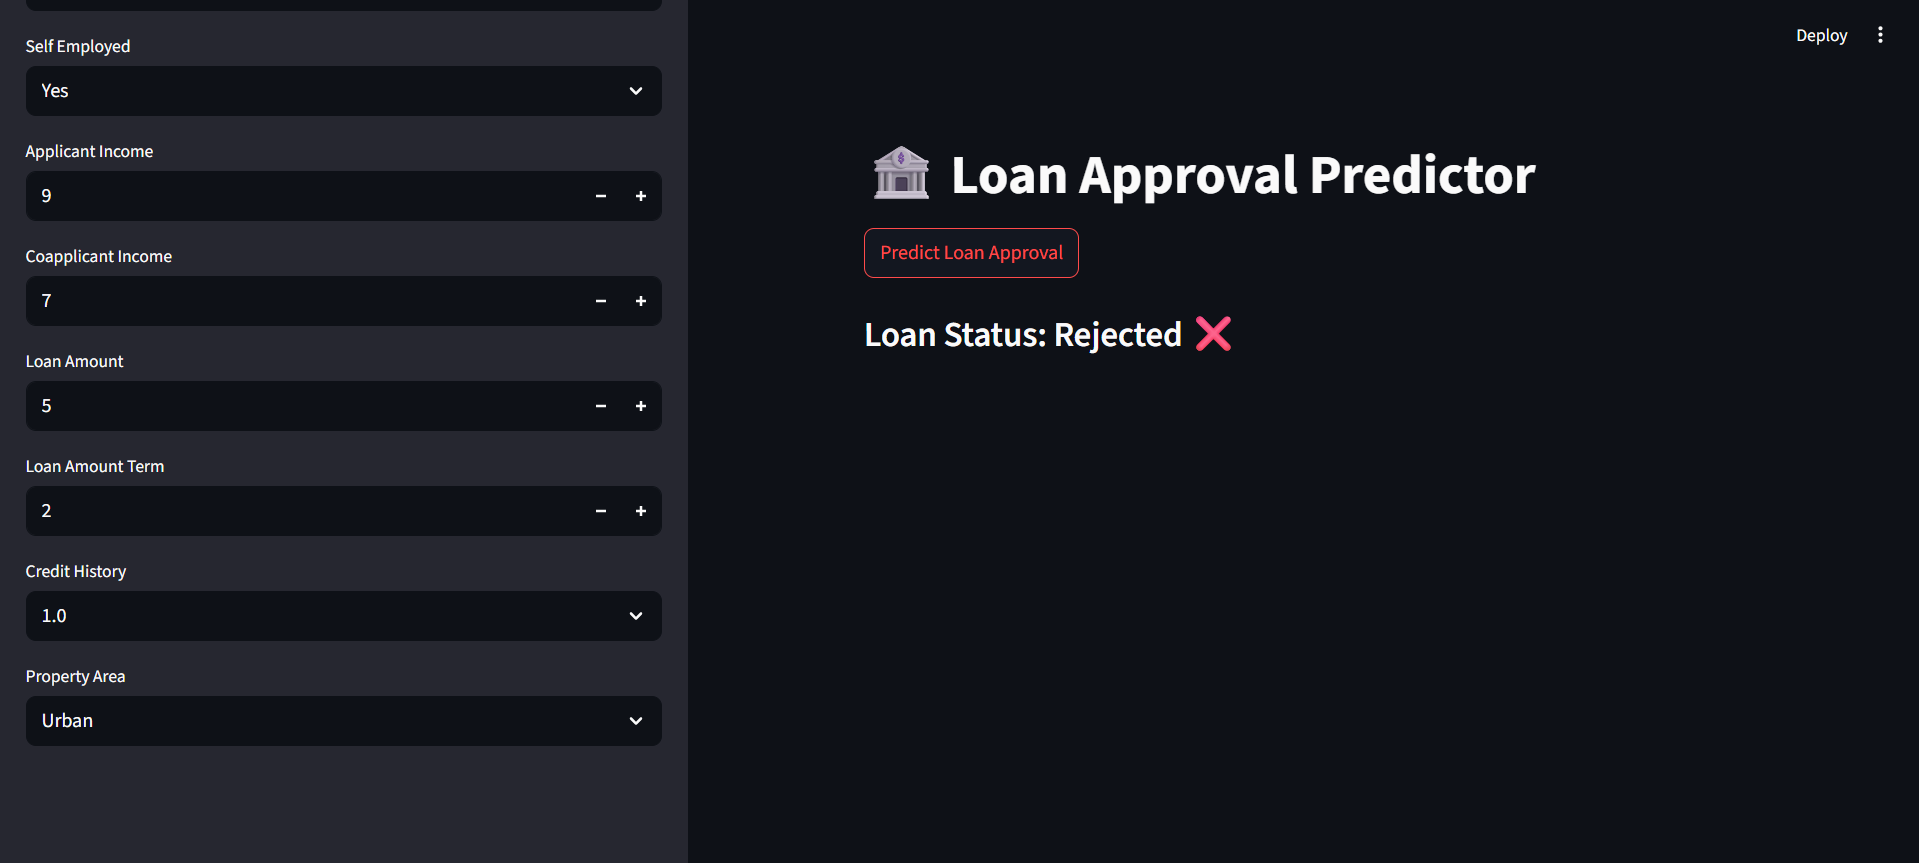 Self Employed
Yes
Applicant Income
9
Coapplicant Income
7
Loan Amount
5
Loan Amount Term
2
Credit History
1.0
Property Area
Urban
Deploy
Loan Approval Predictor
Predict Loan Approval
Loan Status: Rejected ❌